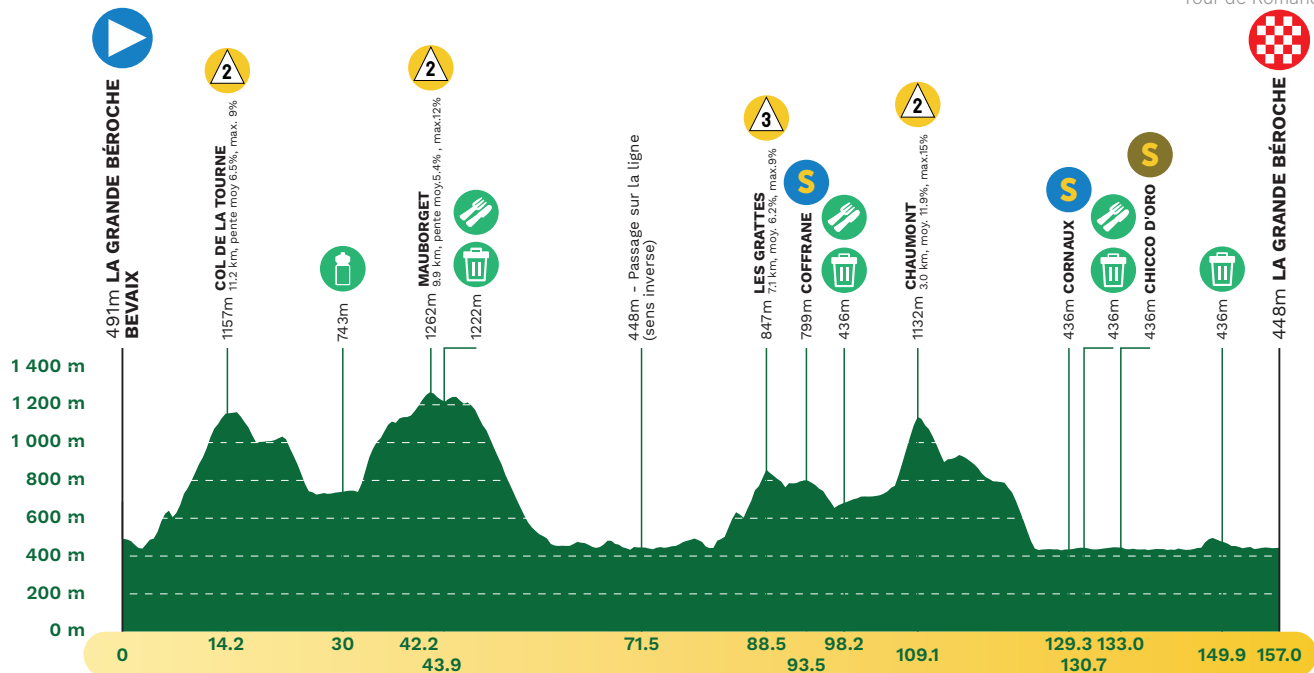 Tour de Romand
491m LA GRANDE BÉROCHE
BEVAIX
2
1157m COL DE LA TOURNE
11.2 km, pente moy 6.5%, max. 9%
743m
2
1262m MAUBORGET
9.9 km, pente moy.5.4% , max.12%
1222m
448m - Passage sur la ligne
(sens inverse)
3
847m LES GRATTES
7.1 km, moy. 6.2%, max.9%
S
799m COFFRANE
436m
2
1132m CHAUMONT
3.0 km, moy. 11.9%, max.15%
S
436m CORNAUX
436m
S
436m CHICCO D'ORO
436m
448m LA GRANDE BÉROCHE
1 400 m
1 200 m
1 000 m
800 m
600 m
400 m
200 m
0 m
0 14.2 30 42.2 43.9 71.5 88.5 93.5 98.2 109.1 129.3 130.7 133.0 149.9 157.0